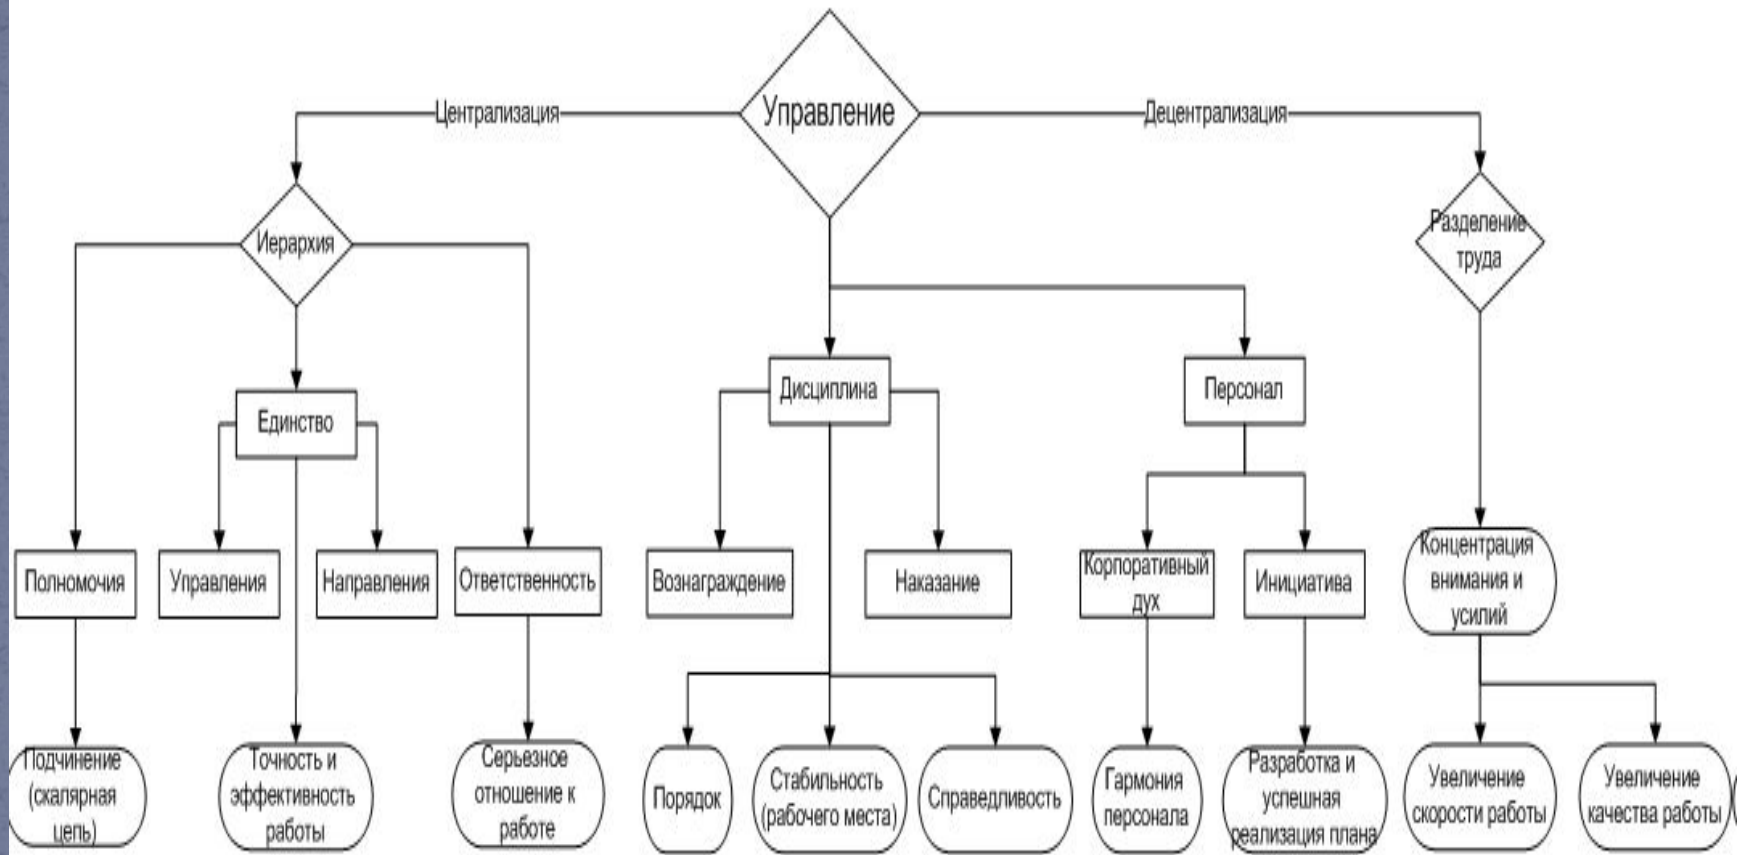 Управление
Централизация
Децентрализация
Иерархия
Разделение
труда
Единство
Дисциплина
Персонал
Полномочия
Управления
Направления
Ответственность
Вознаграждение
Наказание
Корпоративный
дух
Инициатива
Концентрация
внимания и
усилий
Подчинение
(скалярная
цепь)
Точность и
эффективность
работы
Серьезное
отношение к
работе
Порядок
Стабильность
(рабочего места)
Справедливость
Гармония
персонала
Разработка и
успешная
реализация плана
Увеличение
скорости работы
Увеличение
качества работы